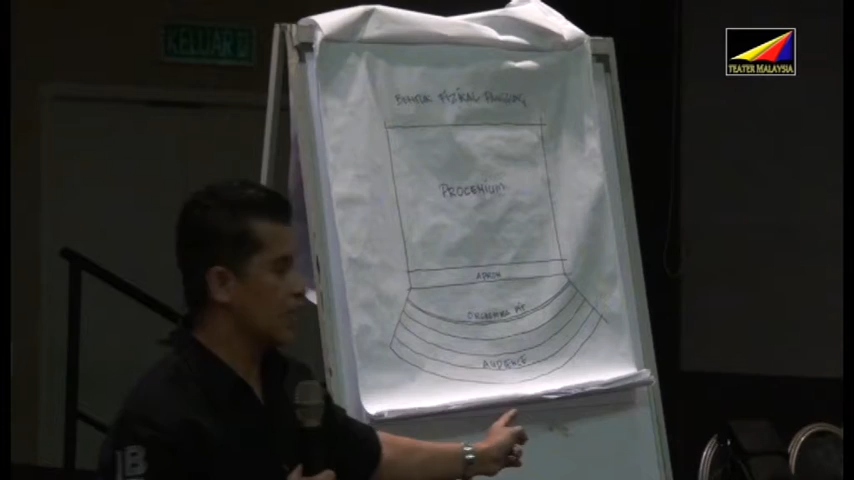 KELUAR
TEATER MALAYSIA
BENTUK FIZIKAL PANGGUNG
PROCENIUM
APRON
ORCHESTRA PIT
AUDIENCE
B